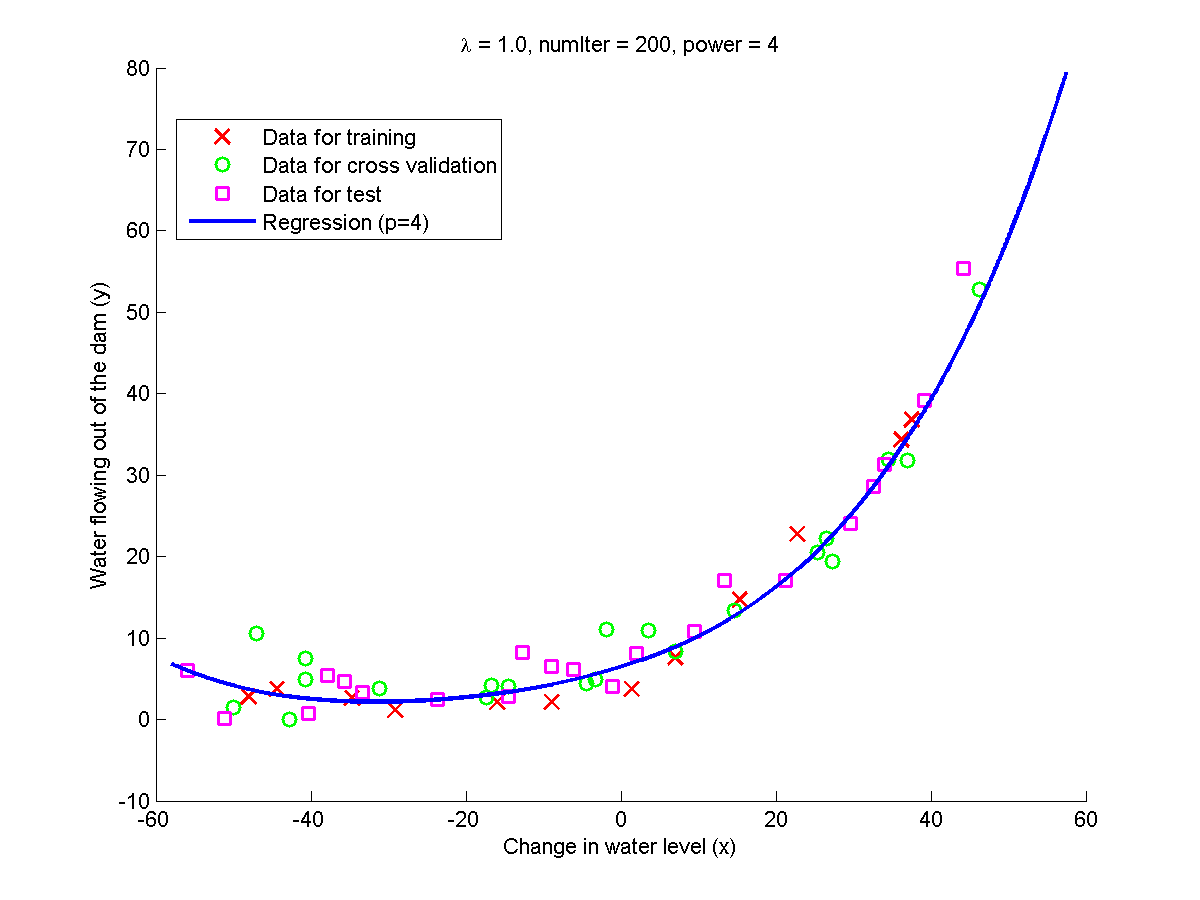 λ = 1.0, numIter = 200, power = 4
80
70
60
50
40
30
20
10
0
-10
Data for training
Data for cross validation
Data for test
Regression (p=4)
Water flowing out of the dam (y)
-60 -40 -20 0 20 40 60
Change in water level (x)